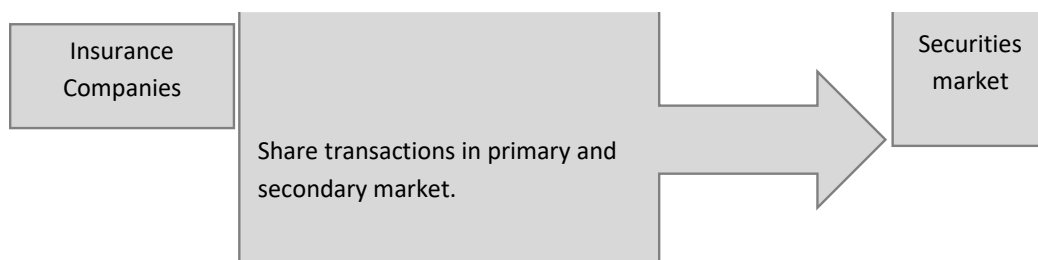 Insurance
Companies
Share transactions in primary and
secondary market.
Securities
market